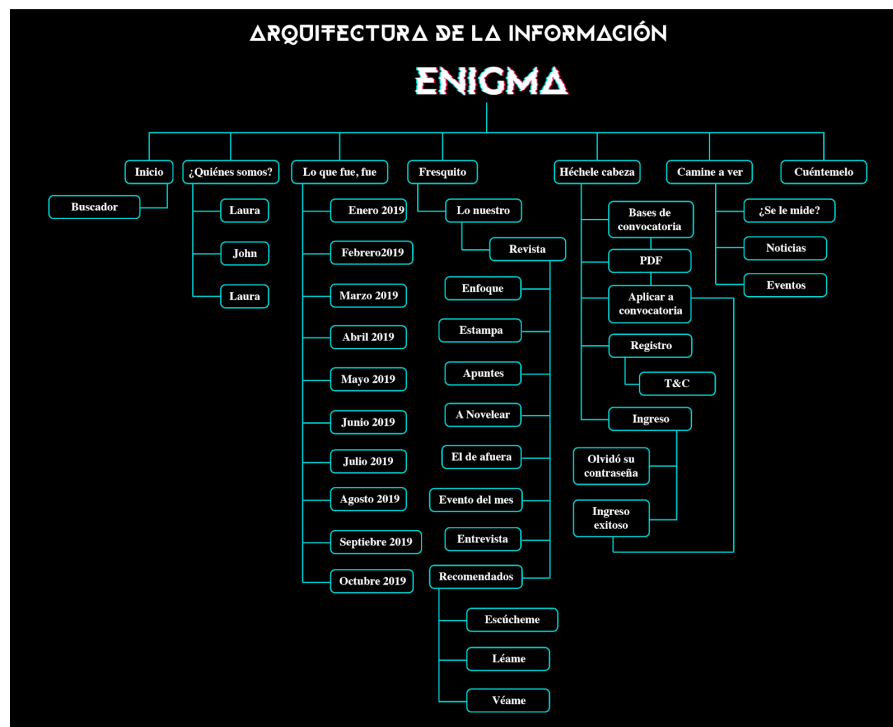 ARQUITECTURA DE LA INFORMACIÓN
ENIGMA
Inicio
Buscador
¿Quiénes somos?
Laura
John
Laura
Lo que fue, fue
Enero 2019
Febrero2019
Marzo 2019
Abril 2019
Mayo 2019
Junio 2019
Julio 2019
Agosto 2019
Septiebre 2019
Octubre 2019
Fresquito
Lo nuestro
Revista
Enfoque
Estampa
Apuntes
A Novelear
El de afuera
Evento del mes
Entrevista
Recomendados
Escúcheme
Léame
Véame
Héchele cabeza
Bases de
convocatoria
PDF
Aplicar a
convocatoria
Registro
T&C
Ingreso
Olvidó su
contraseña
Ingreso
exitoso
Camine a ver
¿Se le mide?
Noticias
Eventos
Cuéntemelo